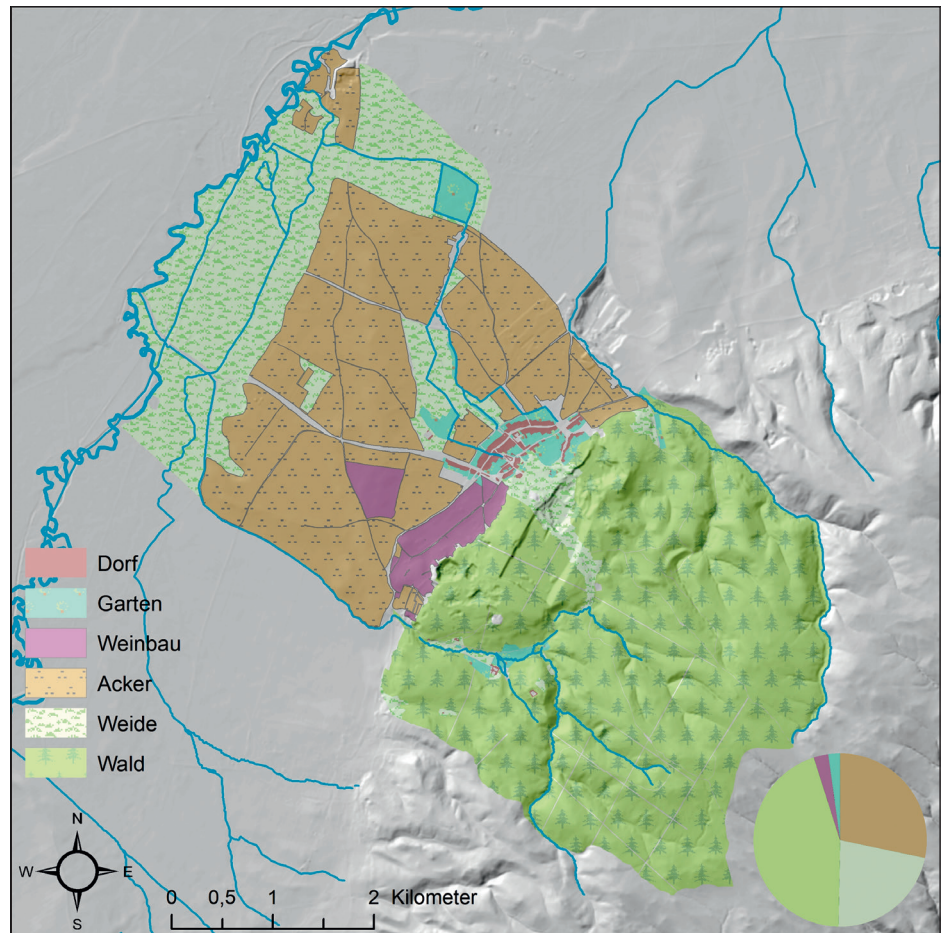 Dorf
Garten
Weinbau
Acker
Weide
Wald
N
W
E
S
0 0,5 1 2 Kilometer